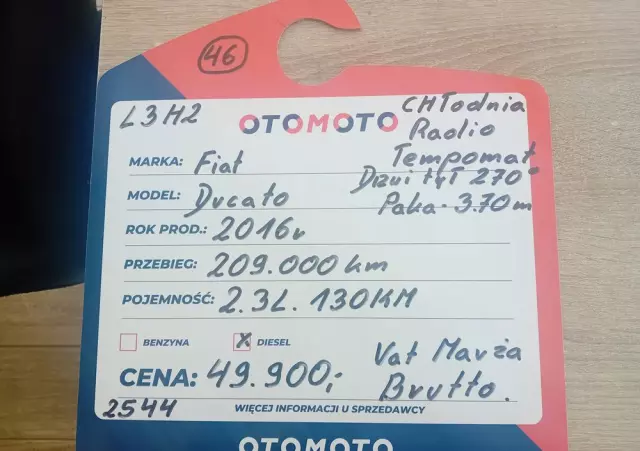 46
L3H2
OTOMOTO
CHŁodnia
Radio
Tempomat
Drzwi tył 270°
Paka 3.70m
MARKA: Fiat
MODEL: Ducato
ROK PROD.: 2016r
PRZEBIEG: 209.000 km
POJEMNOŚĆ: 2.3L. 130KM
BENZYNA X DIESEL
CENA: 49.900,-
Vat Marża
Brutto.
2544
WIĘCEJ INFORMACJI U SPRZEDAWCY
OTOMOTO